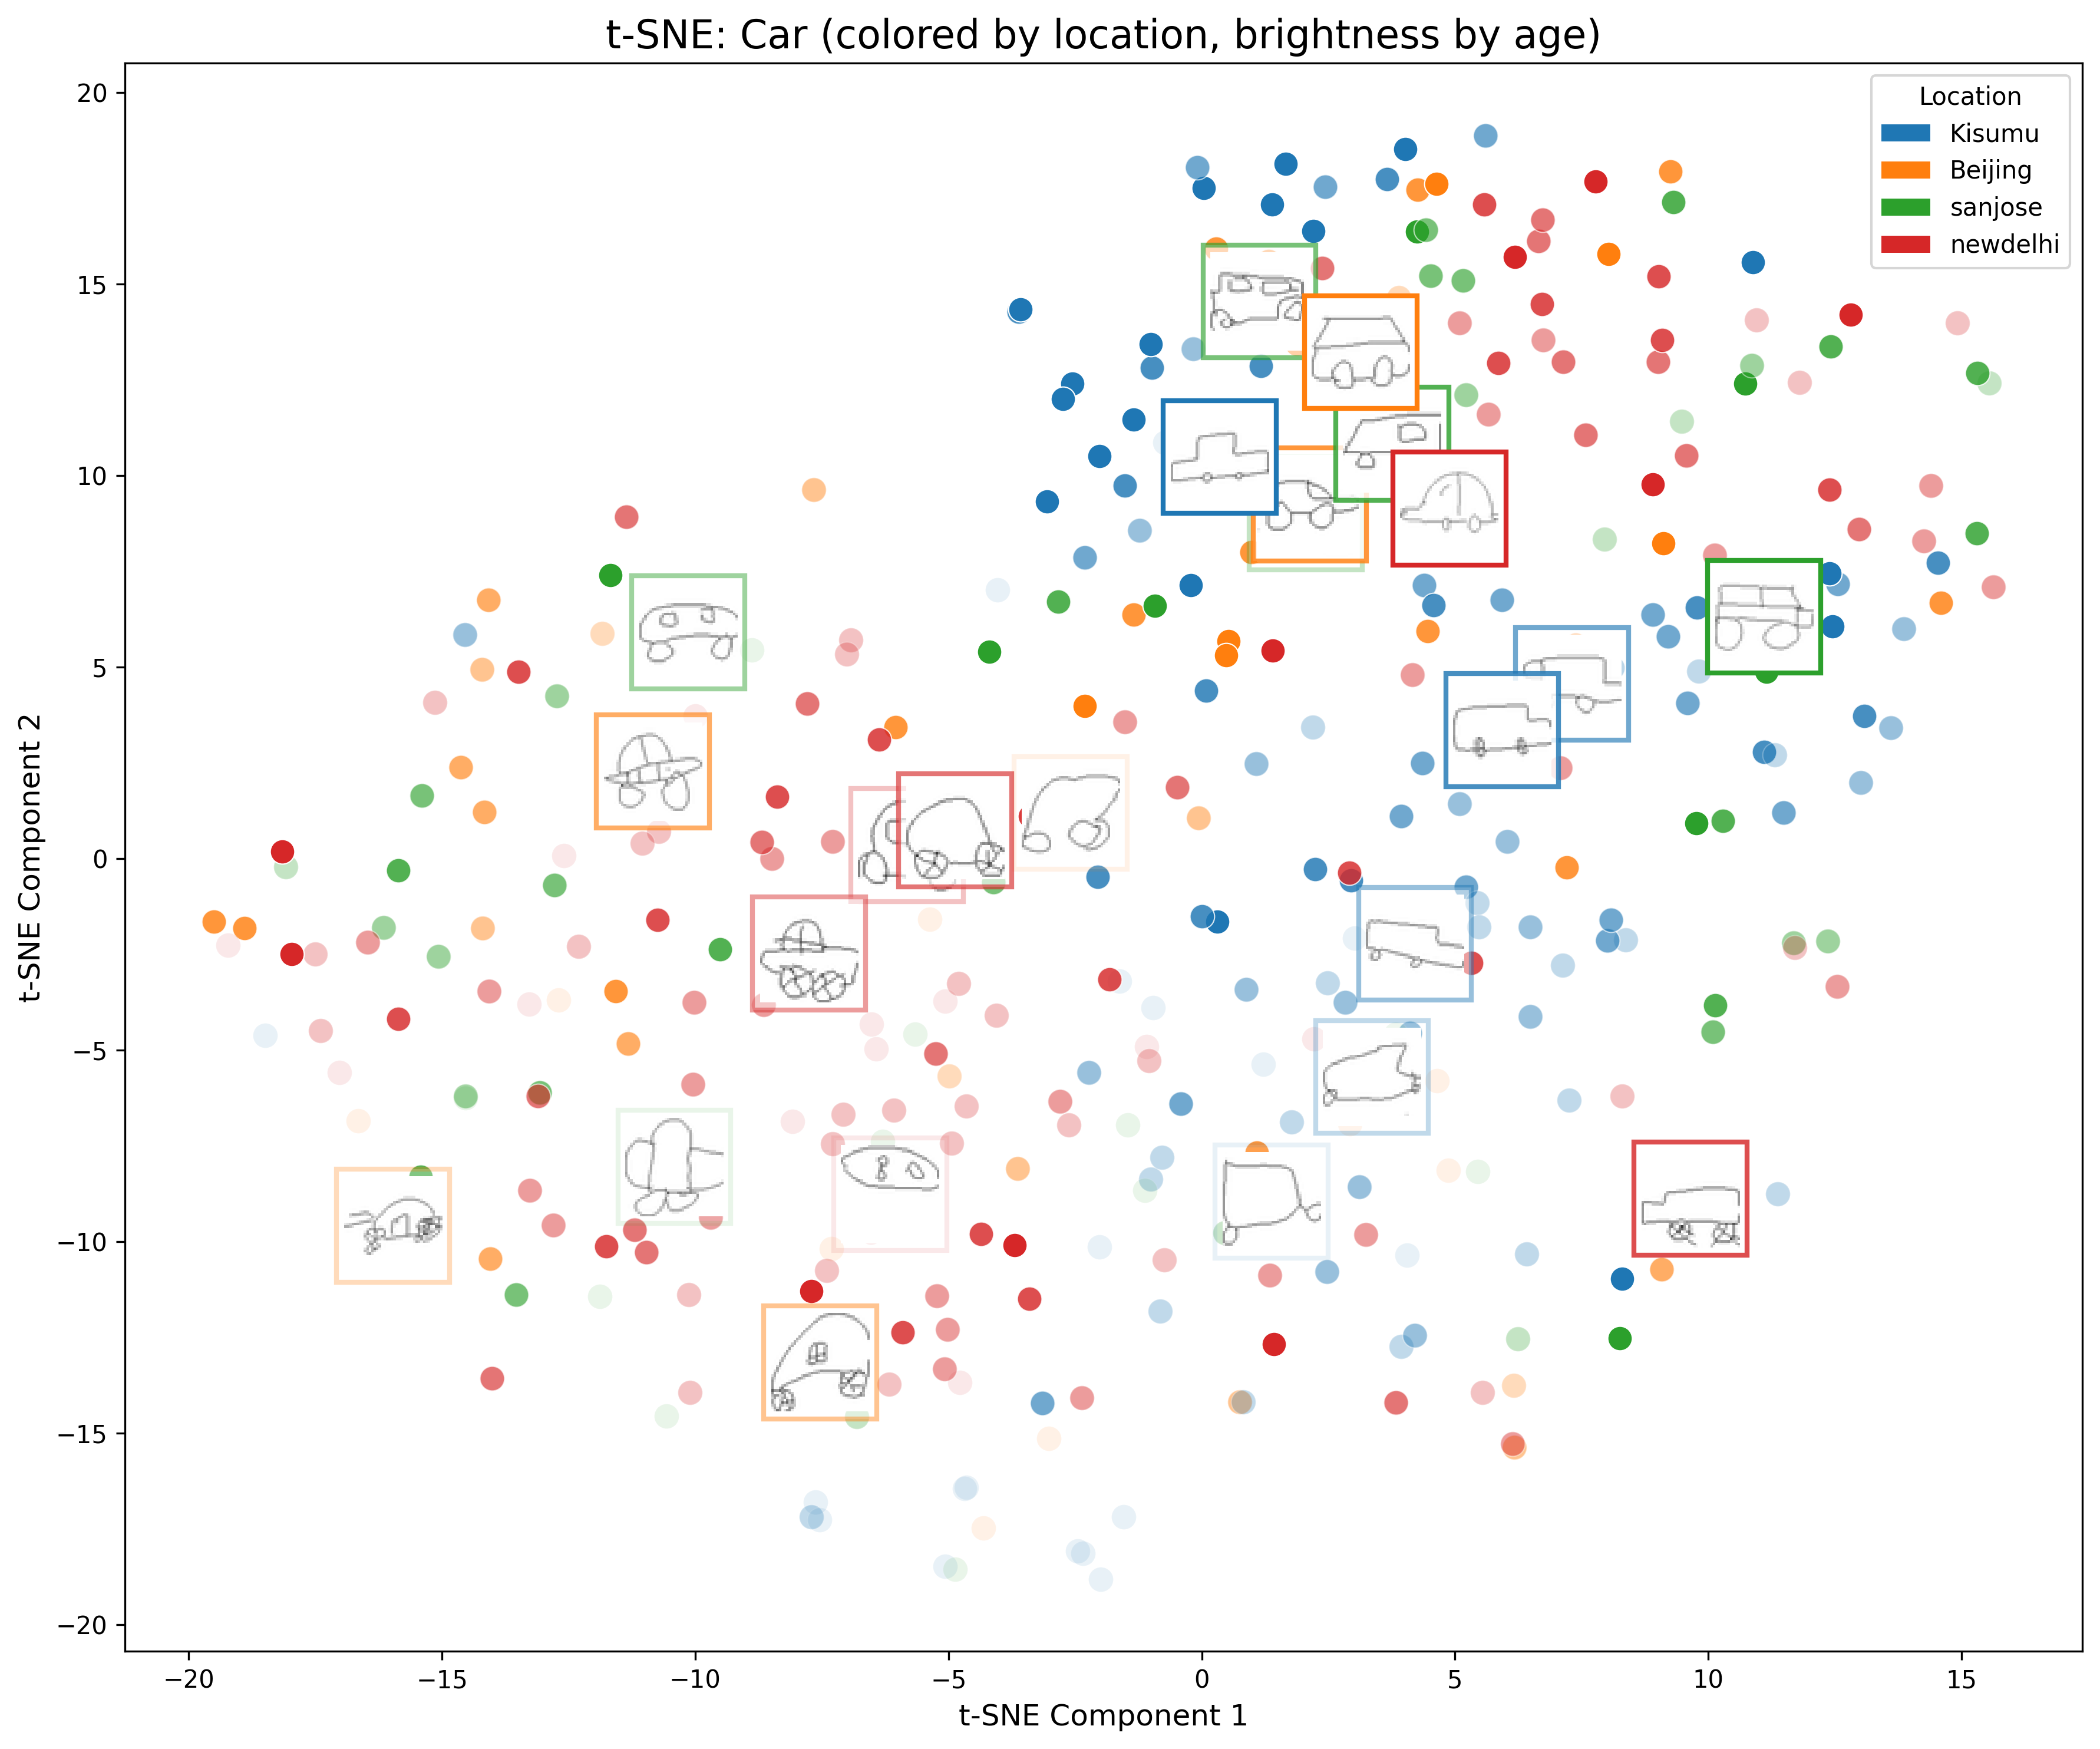 t-SNE: Car (colored by location, brightness by age)
Location
Kisumu
Beijing
sanjose
newdelhi
20
15
10
5
0
−5
−10
−15
−20
t-SNE Component 2
−20 −15 −10 −5 0 5 10 15
t-SNE Component 1